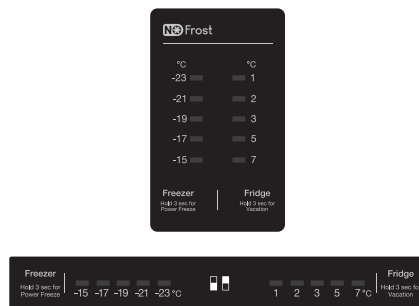 NO Frost
°C °C
-23 1
-21 2
-19 3
-17 5
-15 7
Freezer Fridge
Hold 3 sec for Hold 3 sec for
Power Freeze Vacation
Freezer Fridge
Hold 3 sec for Hold 3 sec for
Power Freeze -15 -17 -19 -21 -23 °C 1 2 3 5 7 °C Vacation